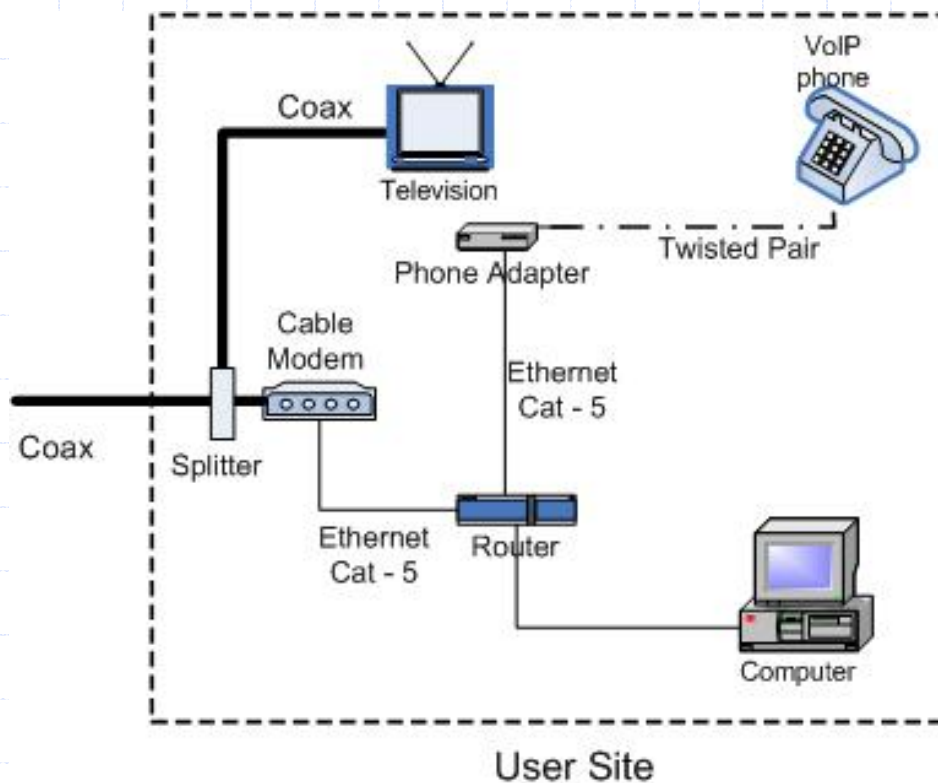 VoIP
phone
Coax
Television
Twisted Pair
Phone Adapter
Cable
Modem
Ethernet
Cat - 5
Coax
Splitter
Ethernet
Cat - 5
Router
Computer
User Site